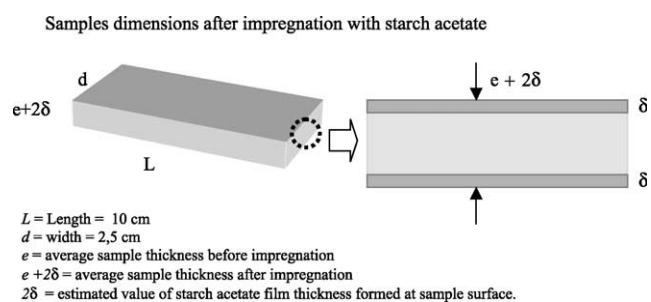 Samples dimensions after impregnation with starch acetate
d
e + 2δ
e+2δ
δ
L
δ
L = Length = 10 cm
d = width = 2,5 cm
e = average sample thickness before impregnation
e +2δ = average sample thickness after impregnation
2δ = estimated value of starch acetate film thickness formed at sample surface.